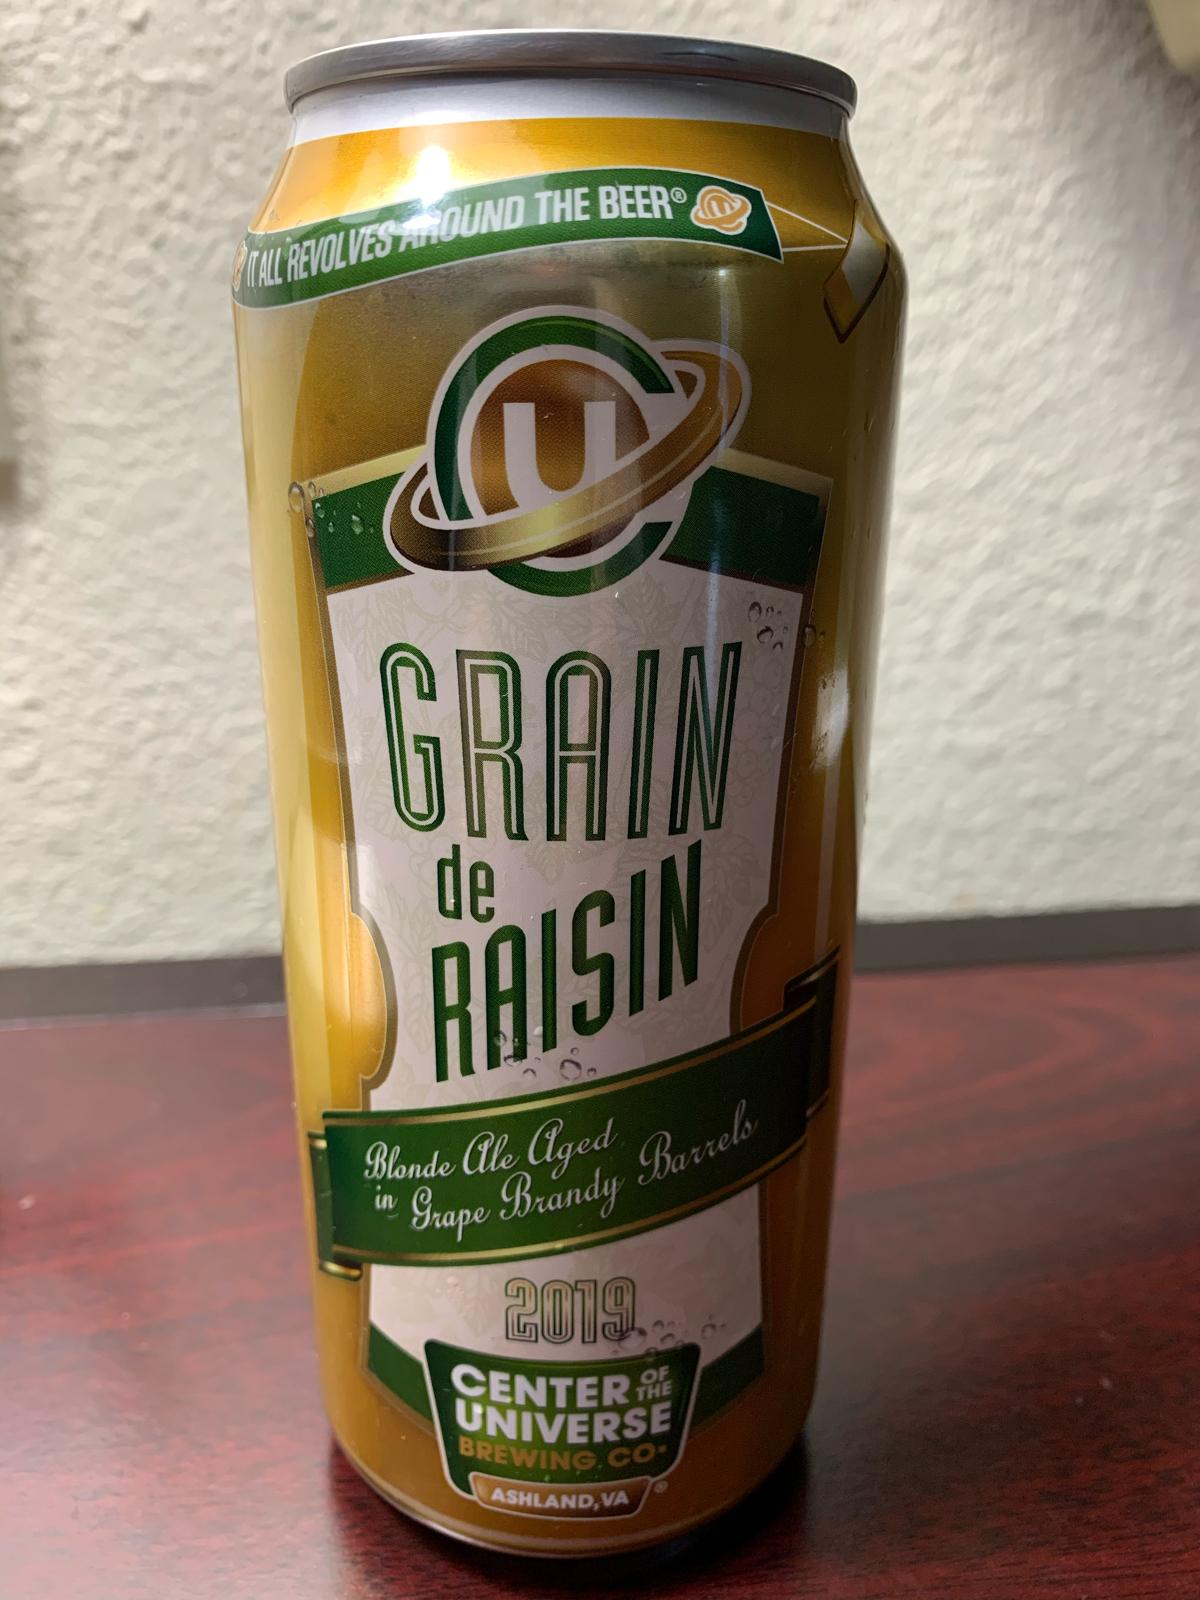 IT ALL REVOLVES AROUND THE BEER®
CU
GRAIN
de
RAISIN
Blonde Ale Aged
in Grape Brandy Barrels
2019
CENTER OF THE
UNIVERSE
BREWING CO.
ASHLAND, VA ®